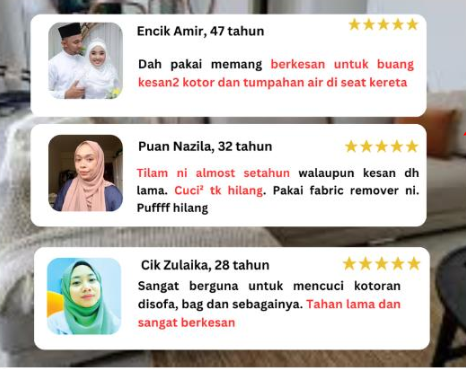 Encik Amir, 47 tahun
Dah pakai memang berkesan untuk buang
kesan2 kotor dan tumpahan air di seat kereta
Puan Nazila, 32 tahun
Tilam ni almost setahun walaupun kesan dh
lama. Cuci² tk hilang. Pakai fabric remover ni.
Puffff hilang
Cik Zulaika, 28 tahun
Sangat berguna untuk mencuci kotoran
disofa, bag dan sebagainya. Tahan lama dan
sangat berkesan